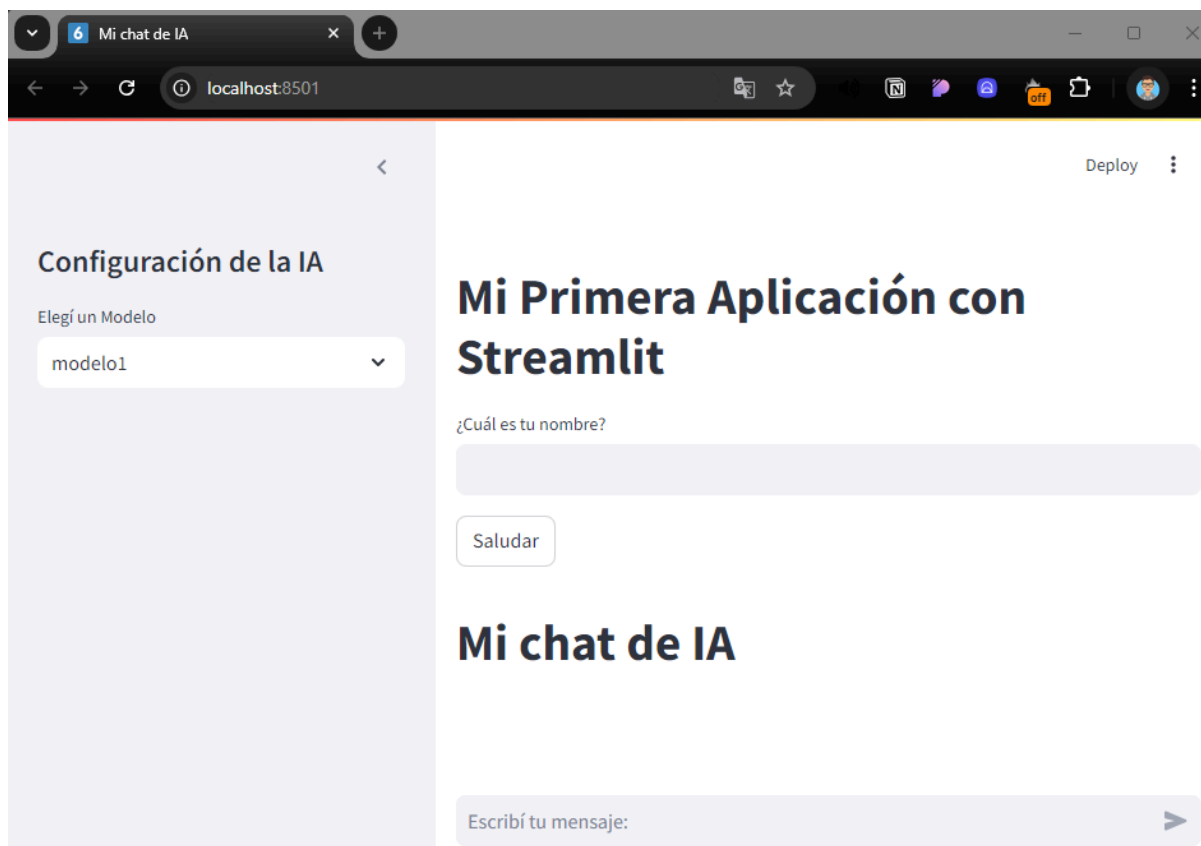 6 Mi chat de IA
localhost:8501
off
Deploy
Configuración de la IA
Elegí un Modelo
modelo1
Mi Primera Aplicación con
Streamlit
¿Cuál es tu nombre?
Saludar
Mi chat de IA
Escribí tu mensaje: